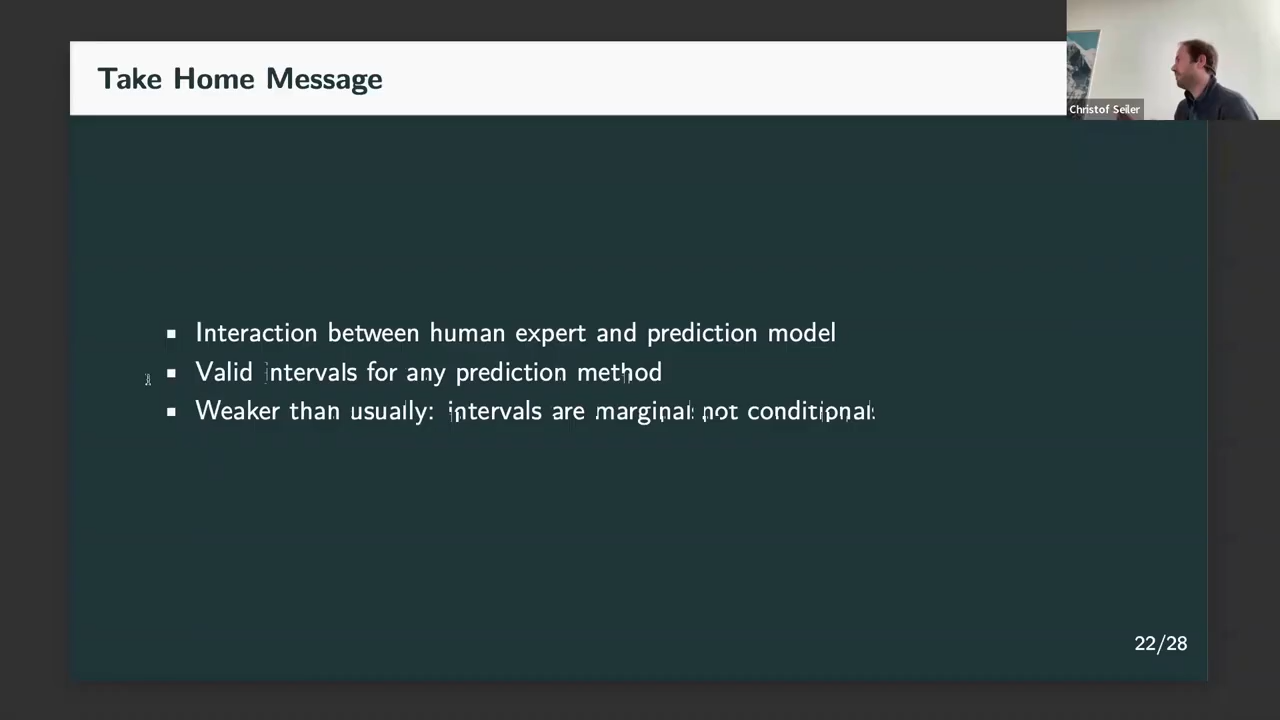 Take Home Message
Christof Seiler
Interaction between human expert and prediction model
Valid intervals for any prediction method
Weaker than usually: intervals are marginal not conditional
22/28